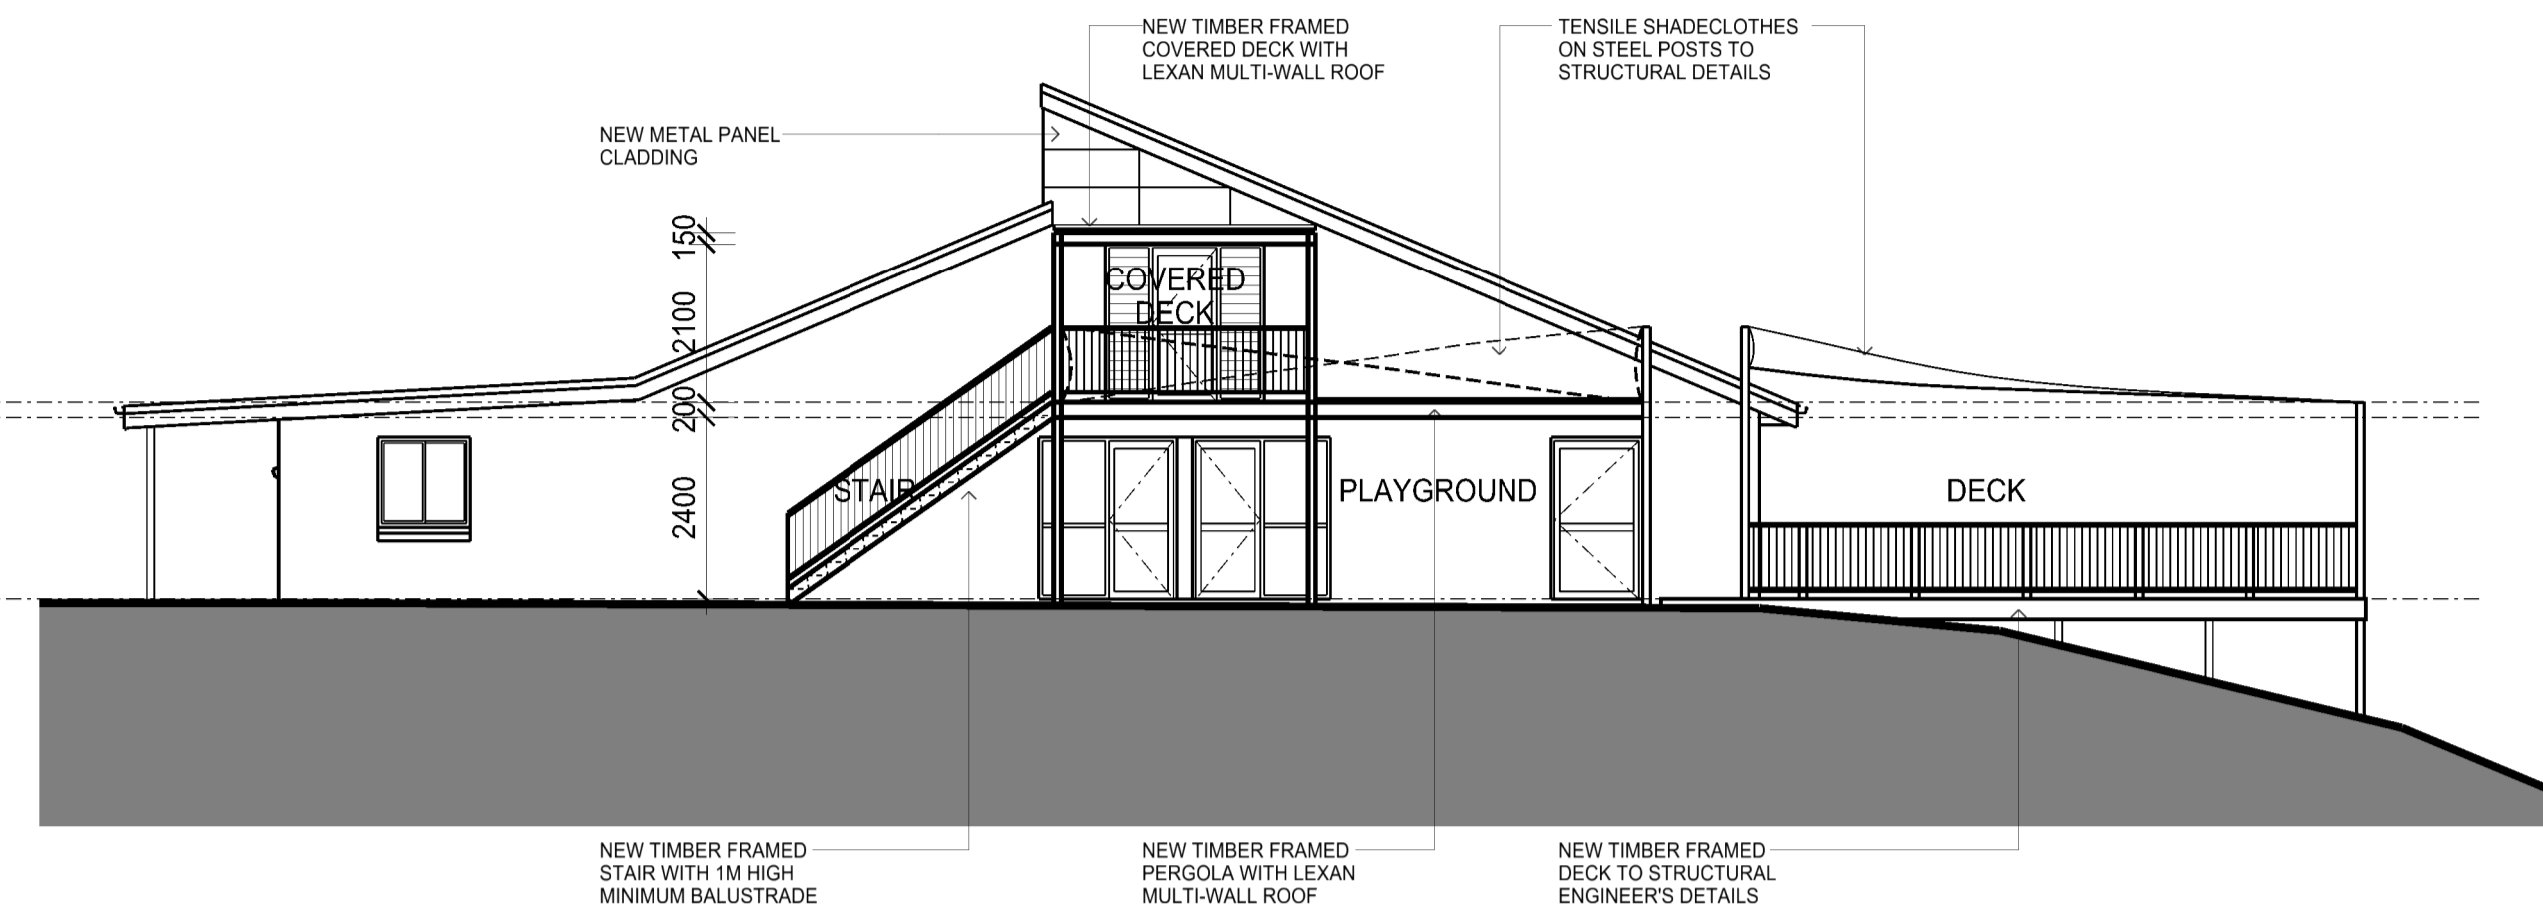 NEW TIMBER FRAMED
COVERED DECK WITH
LEXAN MULTI-WALL ROOF
TENSILE SHADECLOTHES
ON STEEL POSTS TO
STRUCTURAL DETAILS
NEW METAL PANEL
CLADDING
150
2100
200
2400
COVERED
DECK
STAIR
PLAYGROUND
DECK
NEW TIMBER FRAMED
STAIR WITH 1M HIGH
MINIMUM BALUSTRADE
NEW TIMBER FRAMED
PERGOLA WITH LEXAN
MULTI-WALL ROOF
NEW TIMBER FRAMED
DECK TO STRUCTURAL
ENGINEER'S DETAILS